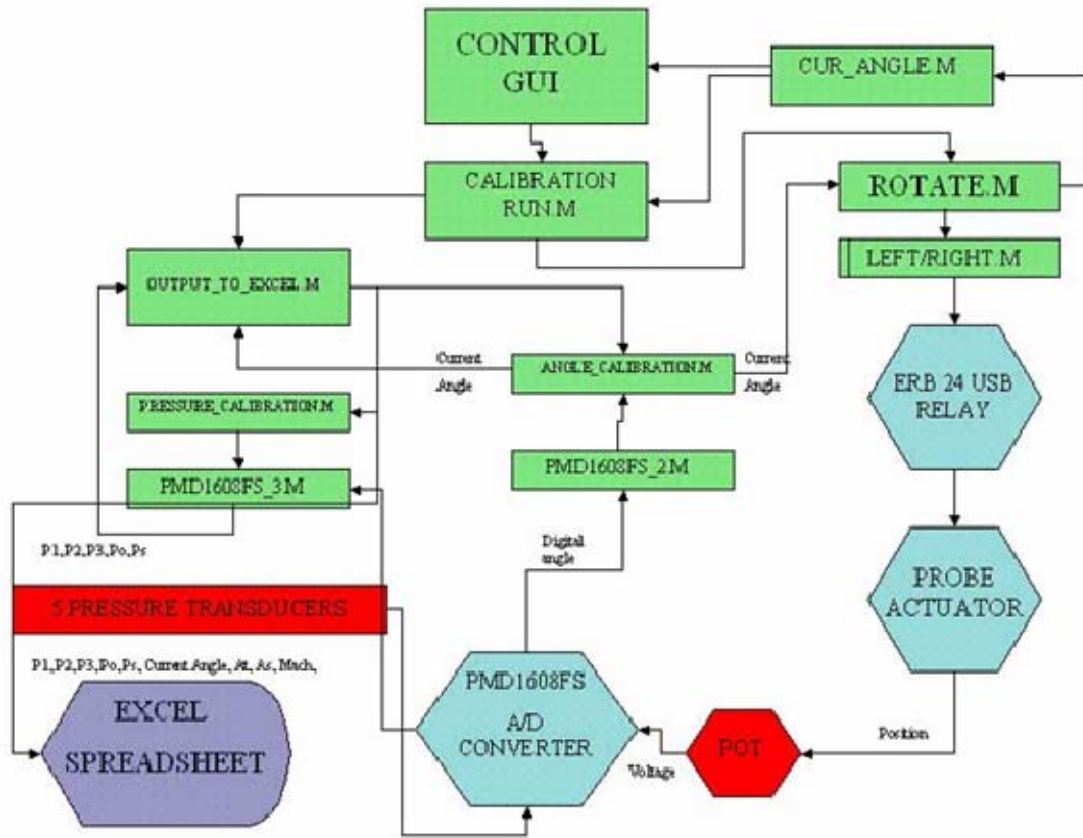 CONTROL
GUI
CUR_ANGLE.M
CALIBRATION
RUN.M
ROTATE.M
LEFT/RIGHT.M
OUTPUT_TO_EXCEL.M
Current
Angle
ANGLE_CALIBRATION.M
Current
Angle
ERB 24 USB
RELAY
PRESSURE_CALIBRATION.M
PMD1608FS_3.M
PMD1608FS_2.M
P1,P2,P3,Po,Ps
Digital
angle
PROBE
ACTUATOR
5 PRESSURE TRANSDUCERS
P1,P2,P3,Po,Ps, Current Angle, At, As, Mach,
EXCEL
SPREADSHEET
PMD1608FS
A/D
CONVERTER
Voltage
POT
Position